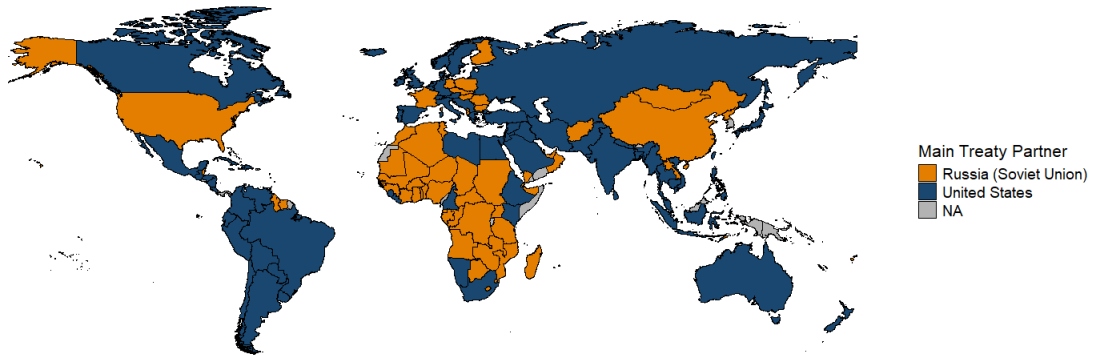 Main Treaty Partner
Russia (Soviet Union)
United States
NA